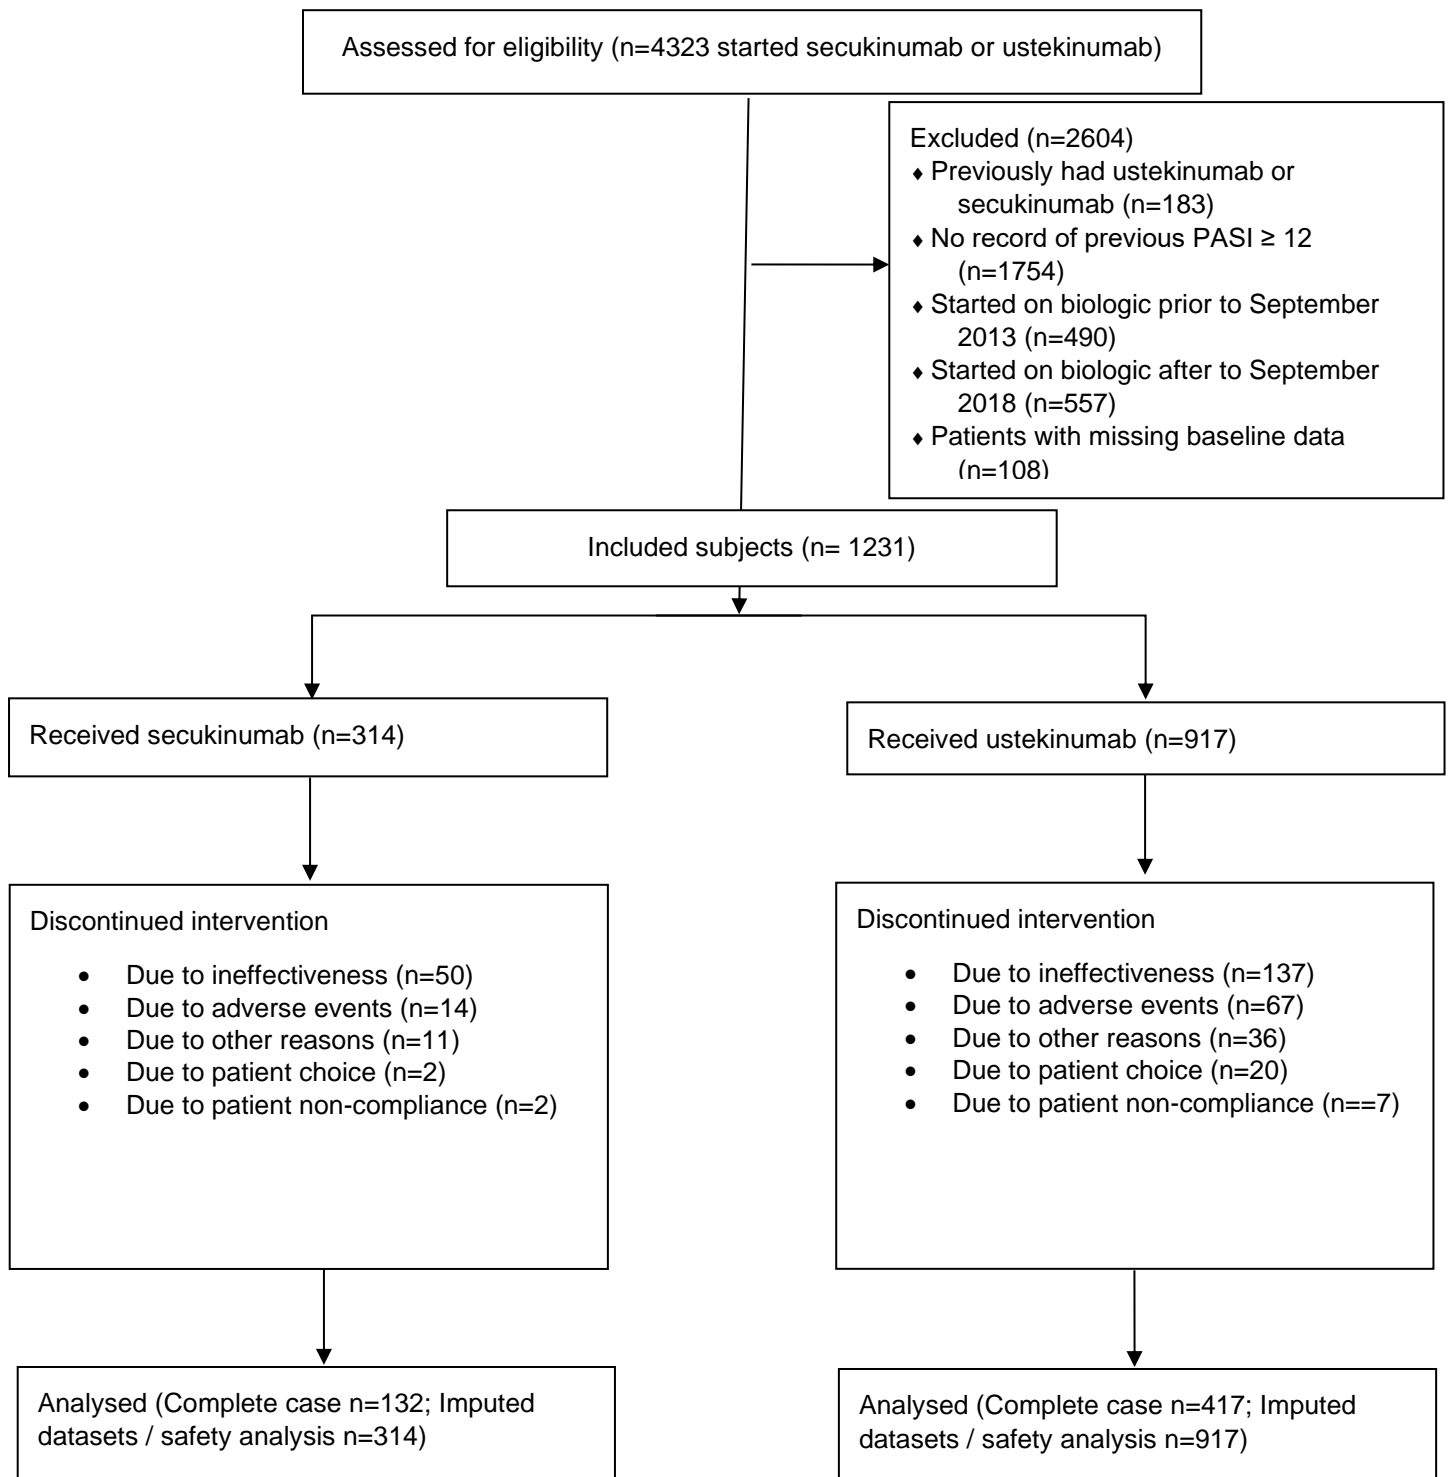 Assessed for eligibility (n=4323 started secukinumab or ustekinumab)
Excluded (n=2604)
♦ Previously had ustekinumab or
secukinumab (n=183)
♦ No record of previous PASI ≥ 12
(n=1754)
♦ Started on biologic prior to September
2013 (n=490)
♦ Started on biologic after to September
2018 (n=557)
♦ Patients with missing baseline data
(n=108)
Included subjects (n= 1231)
Received secukinumab (n=314)
Received ustekinumab (n=917)
Discontinued intervention
• Due to ineffectiveness (n=50)
• Due to adverse events (n=14)
• Due to other reasons (n=11)
• Due to patient choice (n=2)
• Due to patient non-compliance (n=2)
Discontinued intervention
• Due to ineffectiveness (n=137)
• Due to adverse events (n=67)
• Due to other reasons (n=36)
• Due to patient choice (n=20)
• Due to patient non-compliance (n==7)
Analysed (Complete case n=132; Imputed
datasets / safety analysis n=314)
Analysed (Complete case n=417; Imputed
datasets / safety analysis n=917)